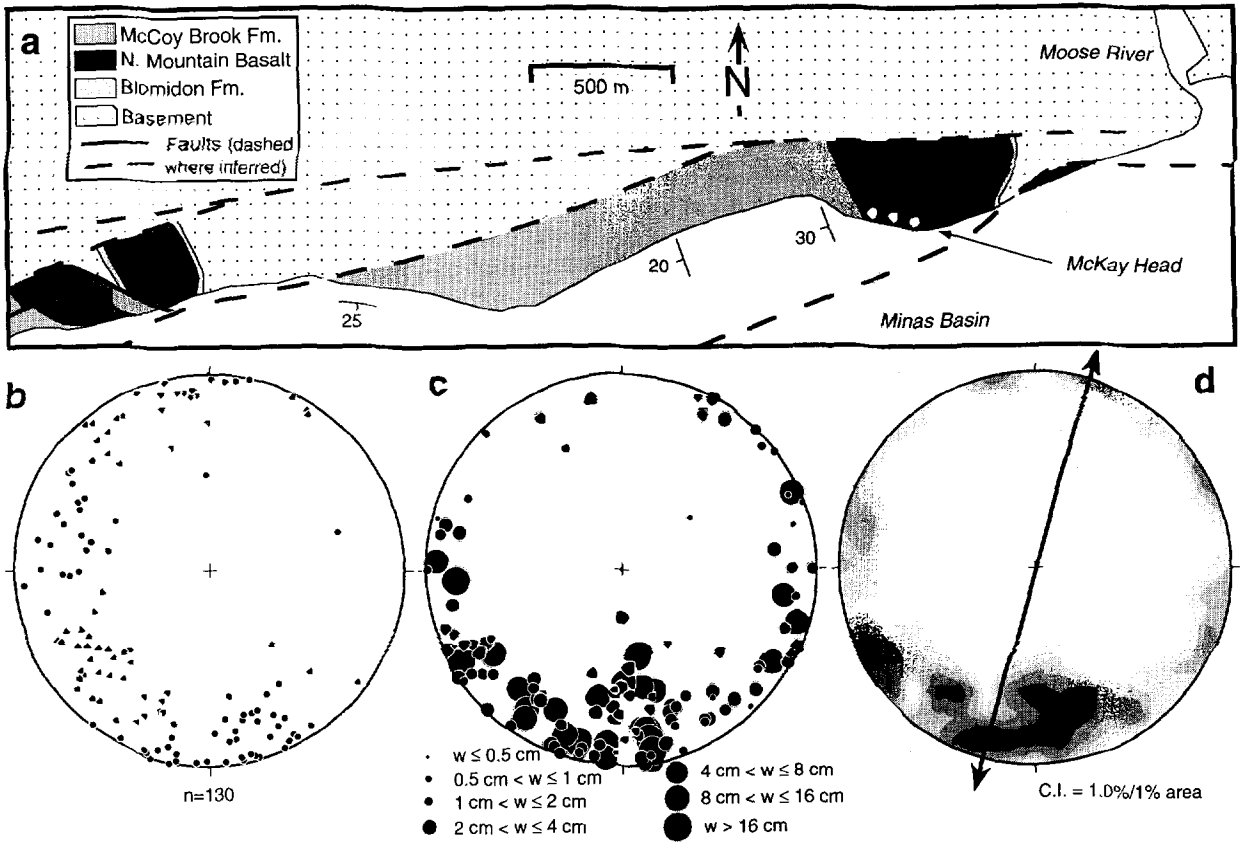 a
McCoy Brook Fm.
N. Mountain Basalt
Blomidon Fm.
Basement
Faults (dashed
where inferred)
500 m
N
Moose River
30
20
25
McKay Head
Minas Basin
b
c
d
n=130
w ≤ 0.5 cm
0.5 cm < w ≤ 1 cm
1 cm < w ≤ 2 cm
2 cm < w ≤ 4 cm
4 cm < w ≤ 8 cm
8 cm < w ≤ 16 cm
w > 16 cm
C.I. = 1.0%/1% area